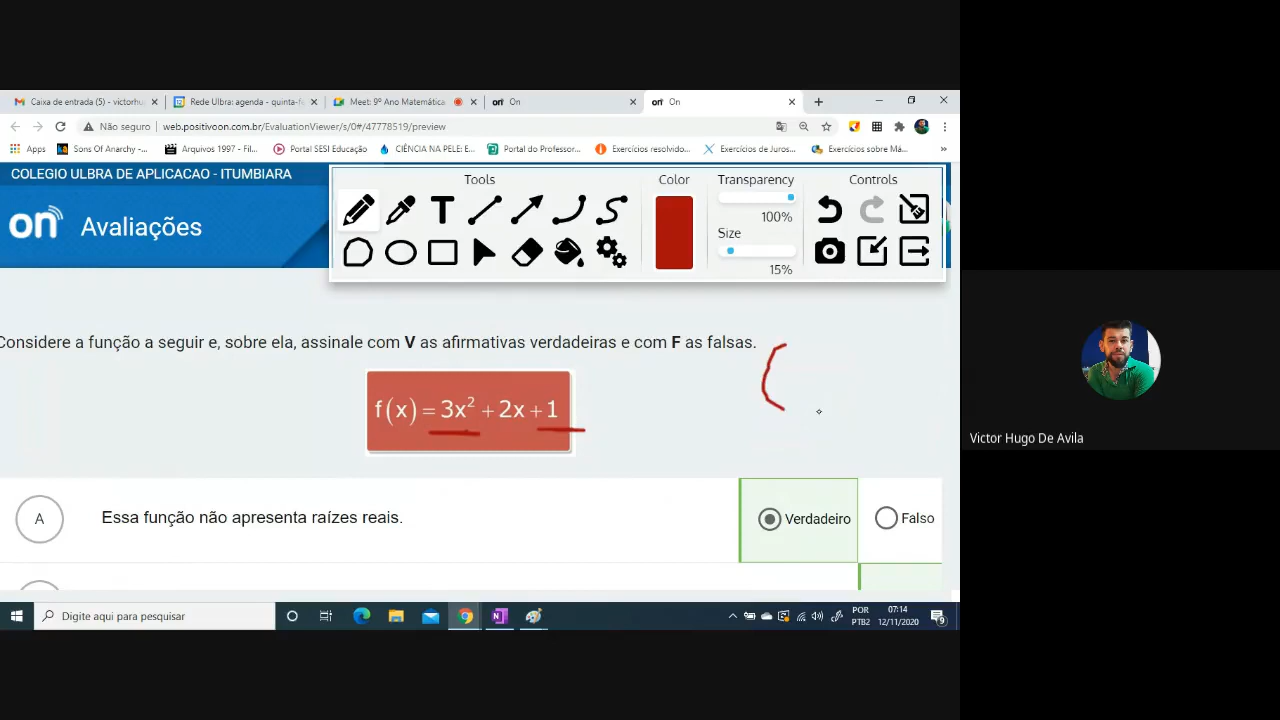 Caixa de entrada (5) - victorhu
Rede Ulbra: agenda - quinta-fe
Meet: 9º Ano Matemática
On
On
Não seguro
web.positivoon.com.br/EvaluationViewer/s/0#/47778519/preview
Apps
Sons Of Anarchy -...
Arquivos 1997 - Fil...
Portal SESI Educação
CIÊNCIA NA PELE: E...
Portal do Professor...
Exercícios resolvido...
Exercícios de Juros...
Exercícios sobre Má...
»
COLEGIO ULBRA DE APLICACAO - ITUMBIARA
on
Avaliações
Tools
Color
Transparency
100%
Size
15%
Controls
T
Considere a função a seguir e, sobre ela, assinale com V as afirmativas verdadeiras e com F as falsas.
f(x) = 3x² + 2x + 1
A
Essa função não apresenta raízes reais.
Verdadeiro
Falso
Digite aqui para pesquisar
POR
PTB2
07:14
12/11/2020
9
Victor Hugo De Avila